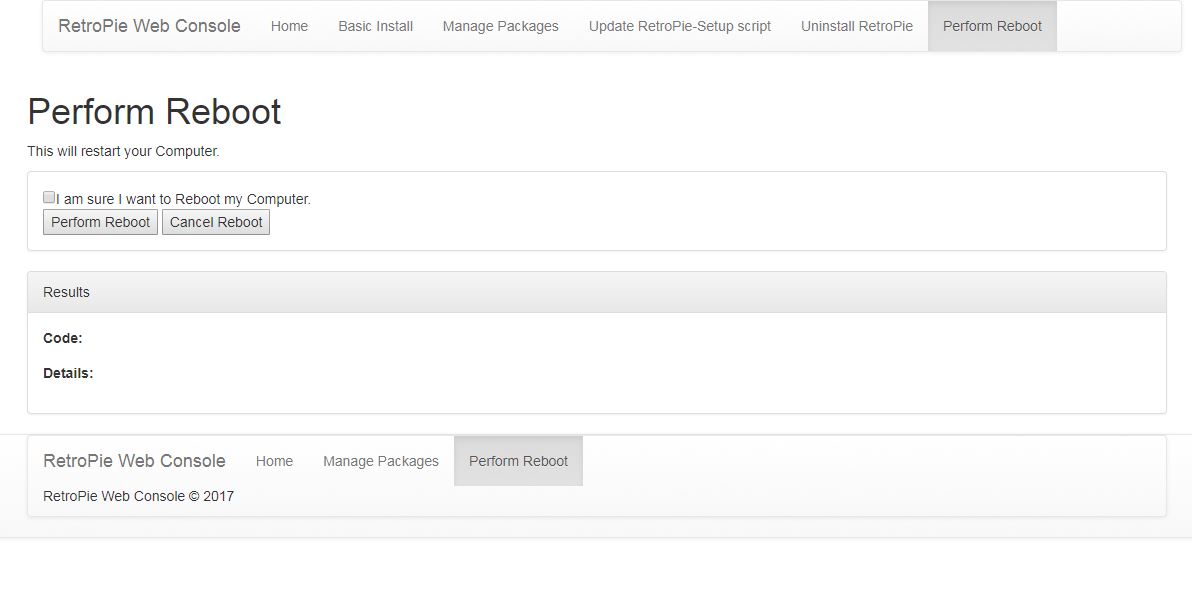 RetroPie Web Console Home Basic Install Manage Packages Update RetroPie-Setup script Uninstall RetroPie Perform Reboot
Perform Reboot
This will restart your Computer.
I am sure I want to Reboot my Computer.
Perform Reboot Cancel Reboot
Results
Code:
Details:
RetroPie Web Console Home Manage Packages Perform Reboot
RetroPie Web Console © 2017